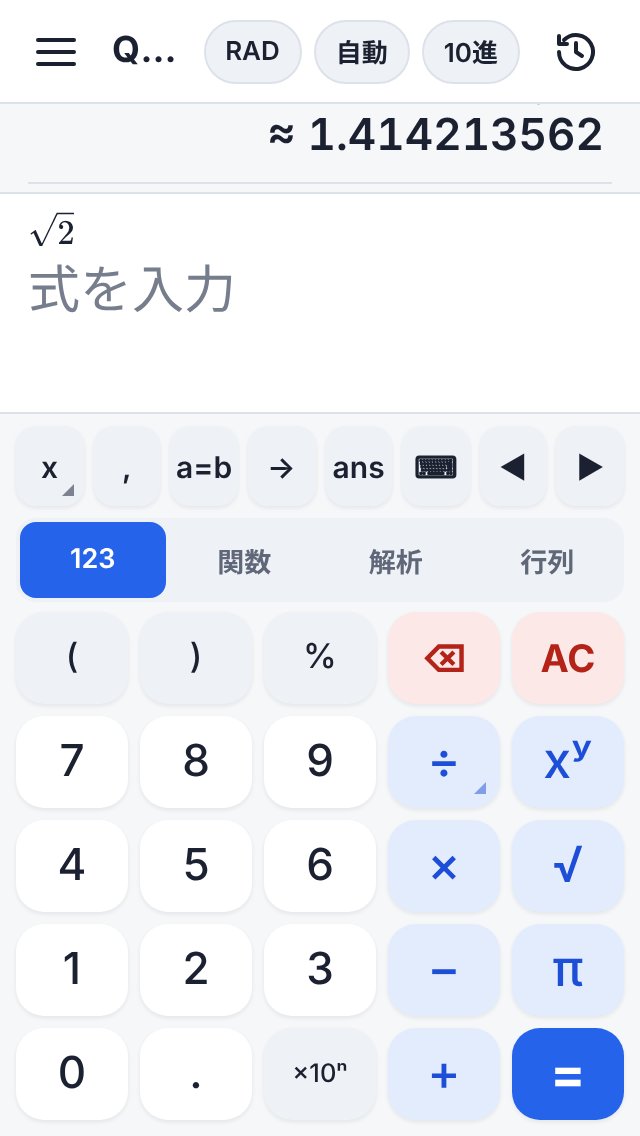 Q... RAD 自動 10進
≈ 1.414213562
√2
式を入力
x , a=b → ans ⌨ ◀ ▶
123 関数 解析 行列
( ) % ⌫ AC
7 8 9 ÷ xʸ
4 5 6 × √
1 2 3 − π
0 . ×10ⁿ + =